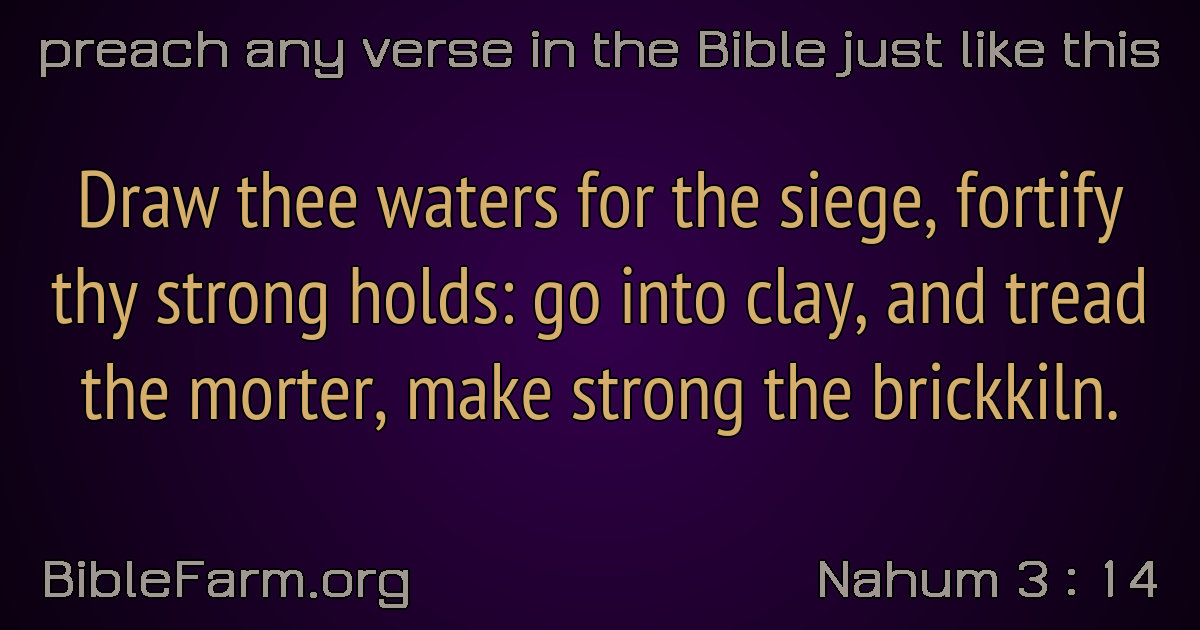 preach any verse in the Bible just like this
Draw thee waters for the siege, fortify
thy strong holds: go into clay, and tread
the morter, make strong the brickkiln.
BibleFarm.org
Nahum 3 : 14